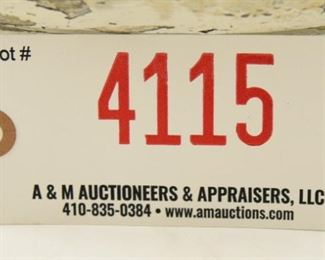 ot #
4115
A & M AUCTIONEERS & APPRAISERS, LLC
410-835-0384 • www.amauctions.com